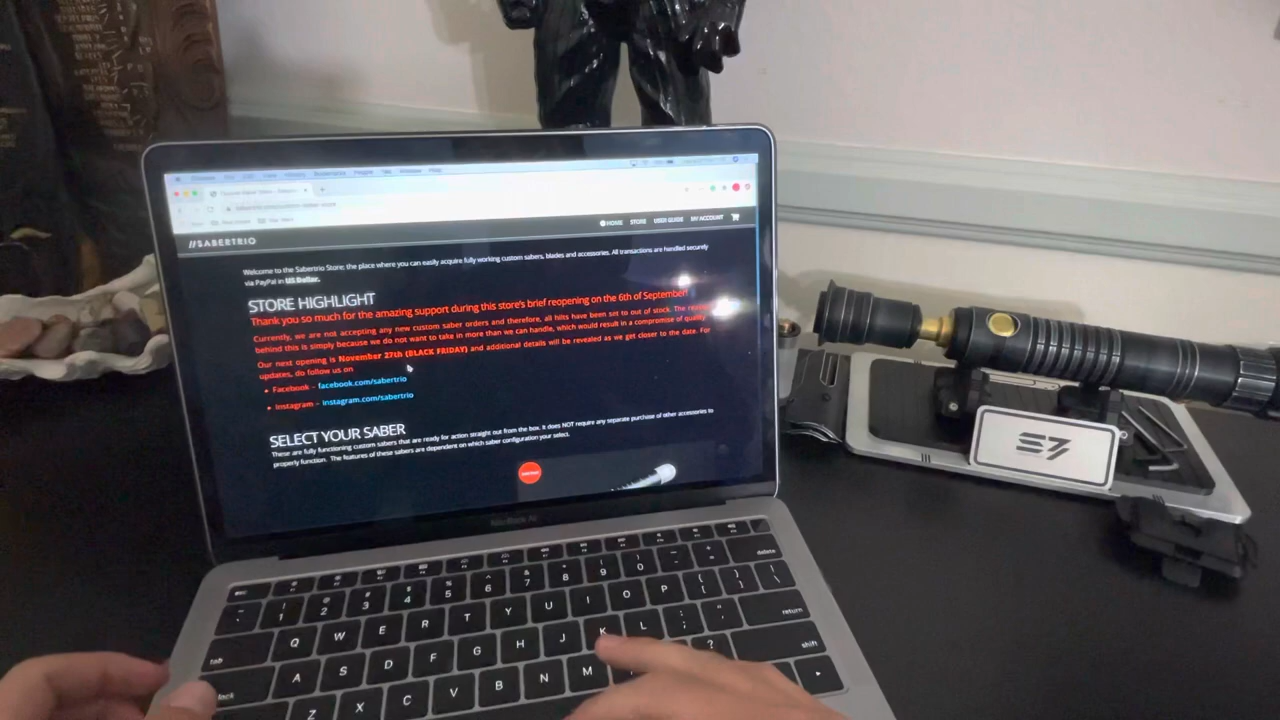 //SABERTRIO
HOME STORE USER GUIDE MY ACCOUNT
Welcome to the Sabertrio Store; the place where you can easily acquire fully working custom sabers, blades and accessories. All transactions are handled securely
via PayPal in US Dollar.
STORE HIGHLIGHT
Thank you so much for the amazing support during this store's brief reopening on the 6th of September!
Currently, we are not accepting any new custom saber orders and therefore, all hilts have been set to out of stock. The reason
behind this is simply because we do not want to take in more than we can handle, which would result in a compromise of quality.
Our next opening is November 27th (BLACK FRIDAY) and additional details will be revealed as we get closer to the date. For
updates, do follow us on
• Facebook – facebook.com/sabertrio
• Instagram – instagram.com/sabertrio
SELECT YOUR SABER
These are fully functioning custom sabers that are ready for action straight out from the box. It does NOT require any separate purchase of other accessories to
properly function. The features of these sabers are dependent on which saber configuration your select.
MacBook Air
S7
esc
delete
~ ! @ # $ % ^ & * ( ) _ +
1 2 3 4 5 6 7 8 9 0 - =
tab Q W E R T Y U I O P { } |
[ ] \
lock A S D F G H J K L : "
; '
return
Z X C V B N M ?
shift